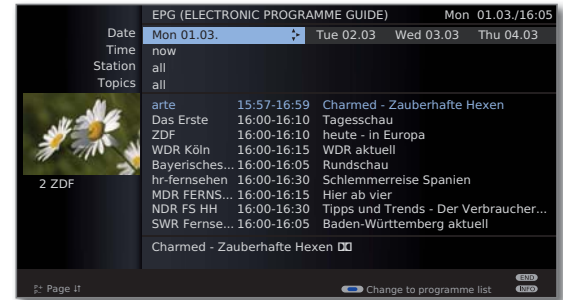 EPG (ELECTRONIC PROGRAMME GUIDE) Mon 01.03./16:05
Date Mon 01.03. Tue 02.03 Wed 03.03 Thu 04.03
Time now
Station all
Topics all
arte 15:57-16:59 Charmed - Zauberhafte Hexen
Das Erste 16:00-16:10 Tagesschau
ZDF 16:00-16:10 heute - in Europa
WDR Köln 16:00-16:15 WDR aktuell
Bayerisches... 16:00-16:05 Rundschau
hr-fernsehen 16:00-16:30 Schlemmerreise Spanien
MDR FERNS... 16:00-16:15 Hier ab vier
NDR FS HH 16:00-16:30 Tipps und Trends - Der Verbraucher...
SWR Fernse... 16:00-16:05 Baden-Württemberg aktuell
2 ZDF
Charmed - Zauberhafte Hexen
END
P+ P- Page Change to programme list INFO